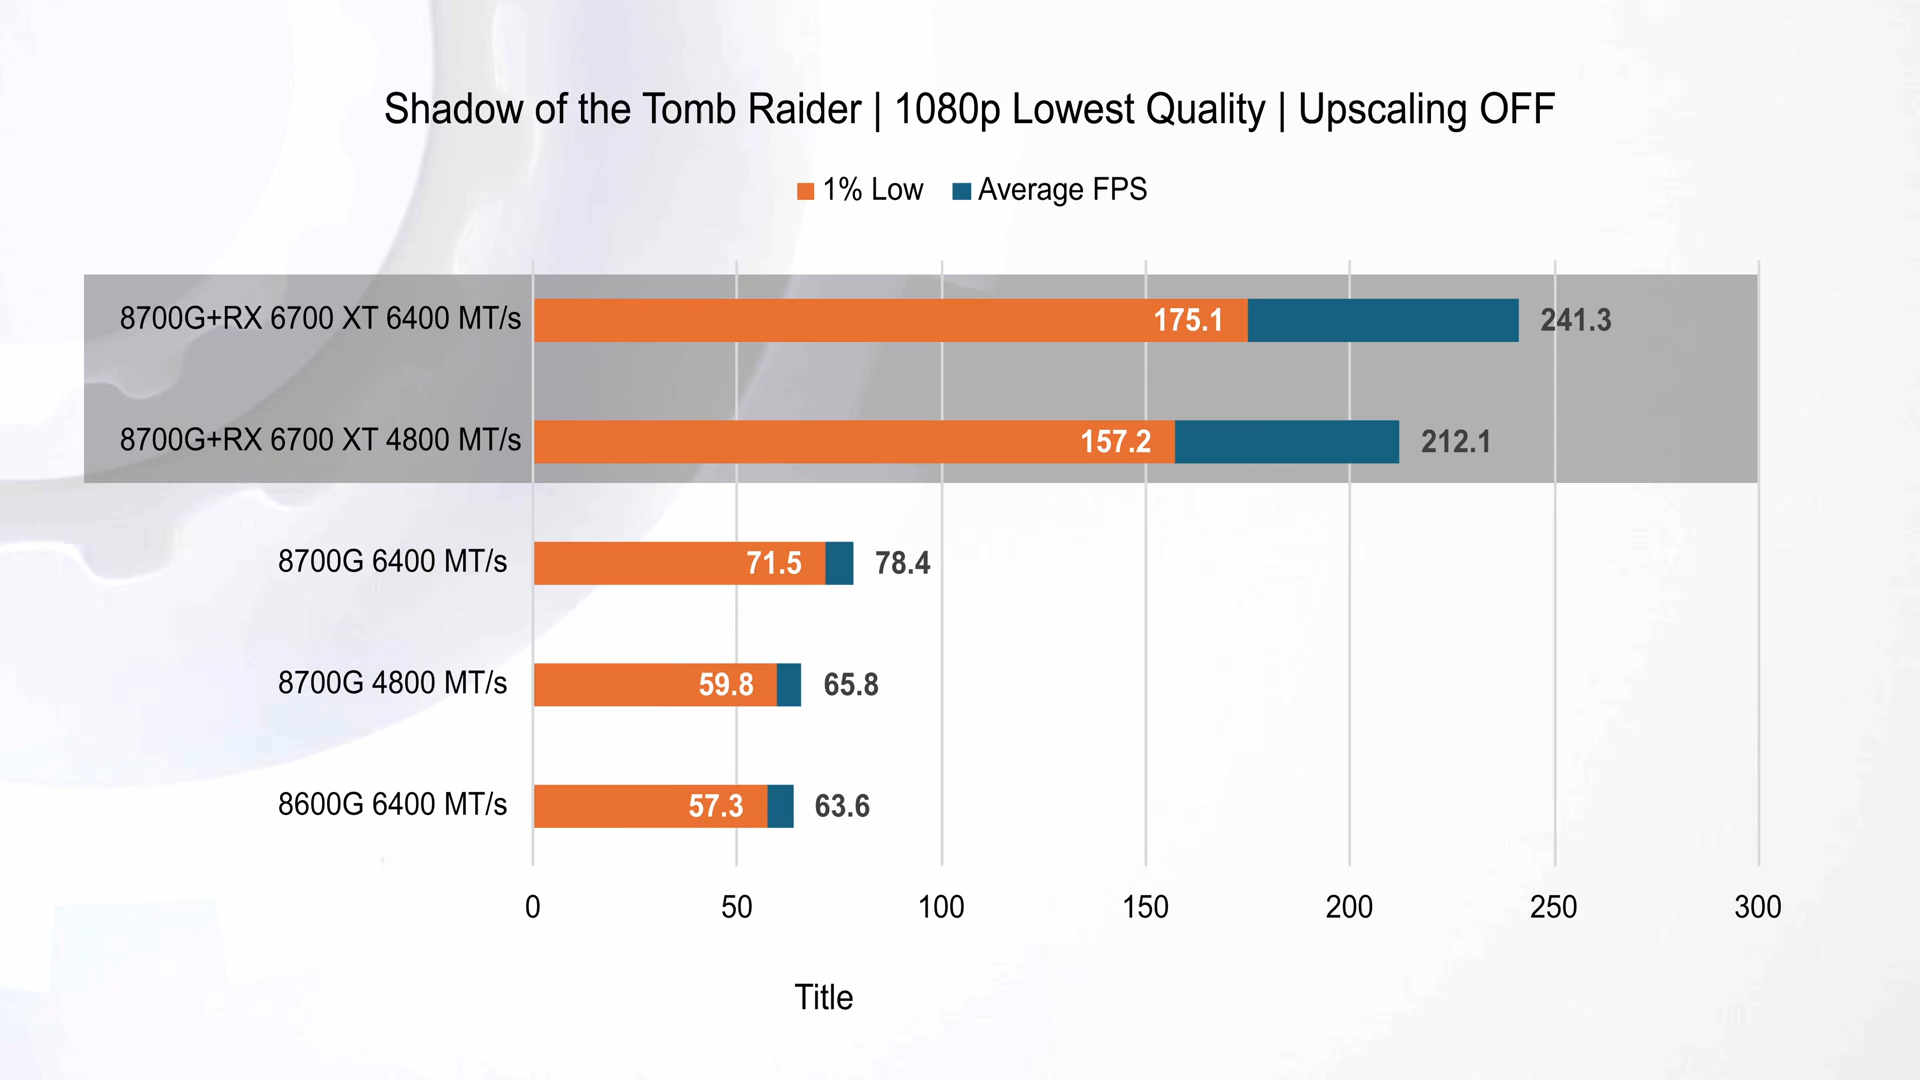 Shadow of the Tomb Raider | 1080p Lowest Quality | Upscaling OFF
1% Low Average FPS
8700G+RX 6700 XT 6400 MT/s 175.1 241.3
8700G+RX 6700 XT 4800 MT/s 157.2 212.1
8700G 6400 MT/s 71.5 78.4
8700G 4800 MT/s 59.8 65.8
8600G 6400 MT/s 57.3 63.6
0 50 100 150 200 250 300
Title